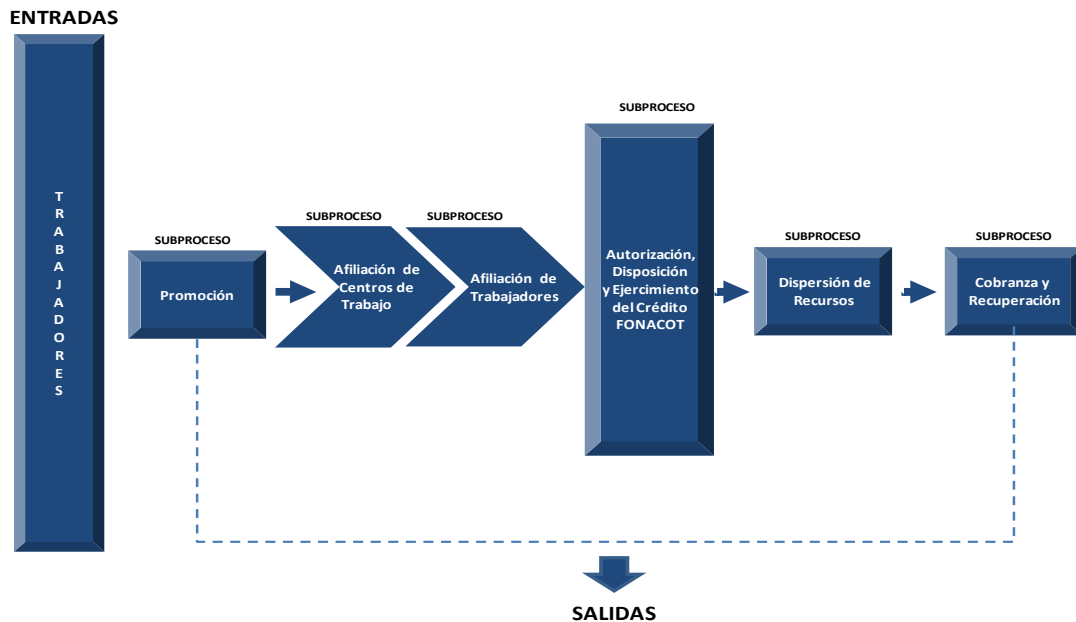 ENTRADAS
T
R
A
B
A
J
A
D
O
R
E
S
SUBPROCESO
Promoción
SUBPROCESO
Afiliación de
Centros de
Trabajo
SUBPROCESO
Afiliación de
Trabajadores
SUBPROCESO
Autorización,
Disposición
y Ejercimiento
del Crédito
FONACOT
SUBPROCESO
Dispersión de
Recursos
SUBPROCESO
Cobranza y
Recuperación
SALIDAS